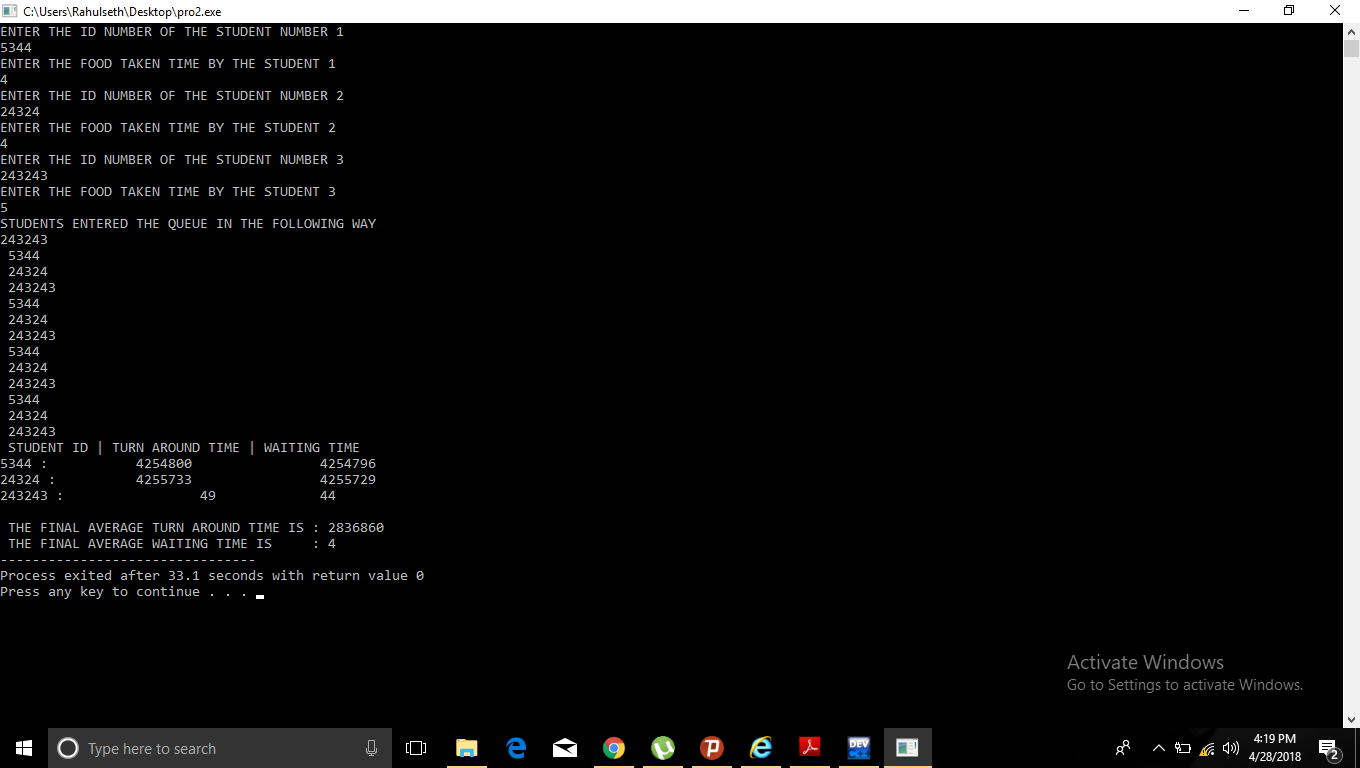 C:\Users\Rahulseth\Desktop\pro2.exe
ENTER THE ID NUMBER OF THE STUDENT NUMBER 1
5344
ENTER THE FOOD TAKEN TIME BY THE STUDENT 1
4
ENTER THE ID NUMBER OF THE STUDENT NUMBER 2
24324
ENTER THE FOOD TAKEN TIME BY THE STUDENT 2
4
ENTER THE ID NUMBER OF THE STUDENT NUMBER 3
243243
ENTER THE FOOD TAKEN TIME BY THE STUDENT 3
5
STUDENTS ENTERED THE QUEUE IN THE FOLLOWING WAY
243243
5344
24324
243243
5344
24324
243243
5344
24324
243243
5344
24324
243243
STUDENT ID | TURN AROUND TIME | WAITING TIME
5344 : 4254800 4254796
24324 : 4255733 4255729
243243 : 49 44
THE FINAL AVERAGE TURN AROUND TIME IS : 2836860
THE FINAL AVERAGE WAITING TIME IS : 4
--------------------------------
Process exited after 33.1 seconds with return value 0
Press any key to continue . . .
Activate Windows
Go to Settings to activate Windows.
Type here to search
DEV
4:19 PM
4/28/2018
2